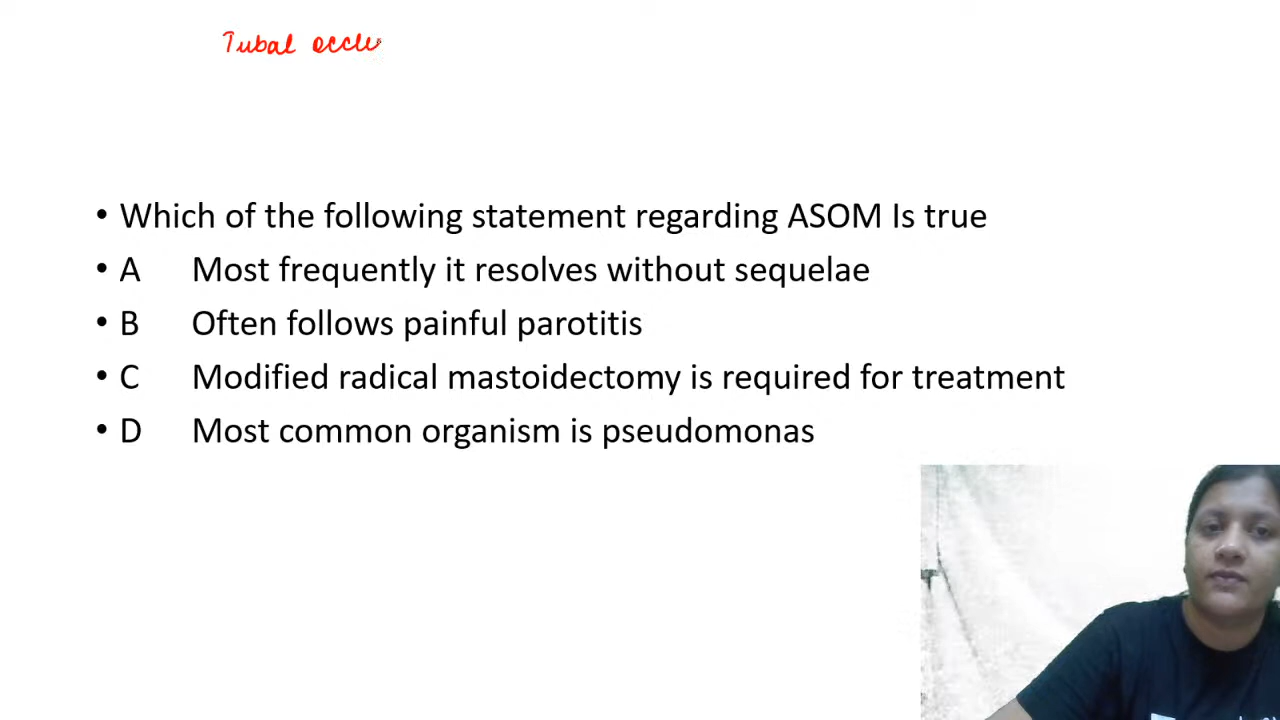 Tubal occlu
• Which of the following statement regarding ASOM Is true
• A Most frequently it resolves without sequelae
• B Often follows painful parotitis
• C Modified radical mastoidectomy is required for treatment
• D Most common organism is pseudomonas